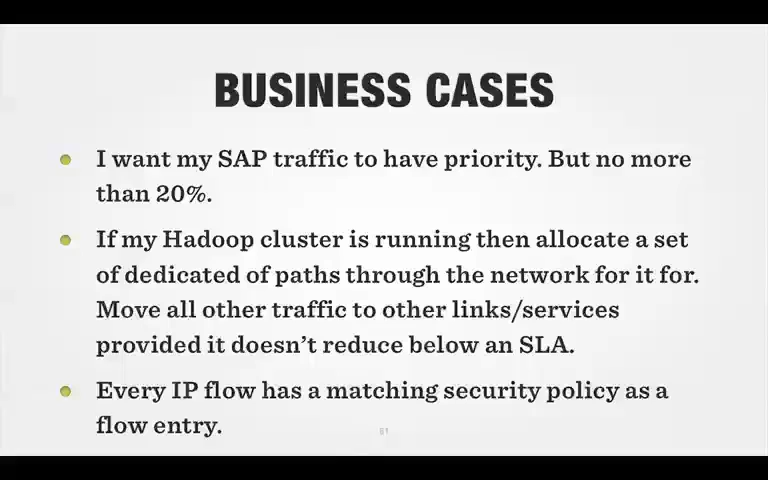 BUSINESS CASES
I want my SAP traffic to have priority. But no more
than 20%.
If my Hadoop cluster is running then allocate a set
of dedicated of paths through the network for it for.
Move all other traffic to other links/services
provided it doesn't reduce below an SLA.
Every IP flow has a matching security policy as a
flow entry.